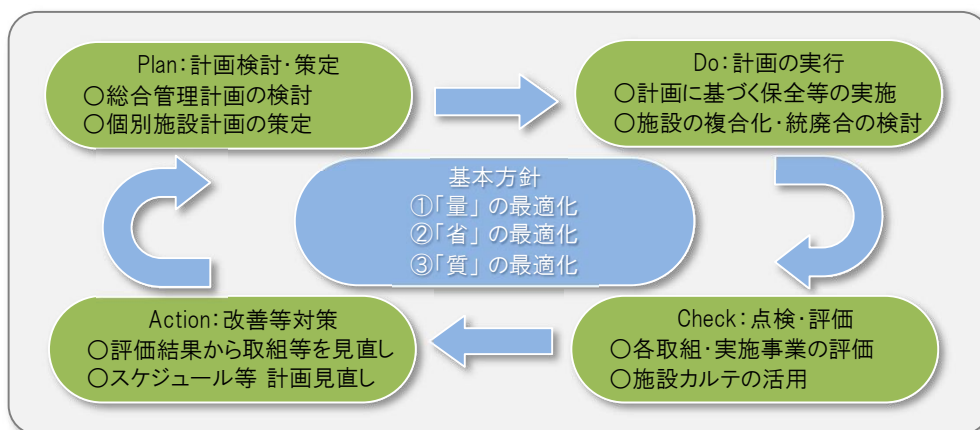 Plan：計画検討・策定
○総合管理計画の検討
○個別施設計画の策定
Do：計画の実行
○計画に基づく保全等の実施
○施設の複合化・統廃合の検討
基本方針
①「量」の最適化
②「省」の最適化
③「質」の最適化
Action：改善等対策
○評価結果から取組等を見直し
○スケジュール等 計画見直し
Check：点検・評価
○各取組・実施事業の評価
○施設カルテの活用